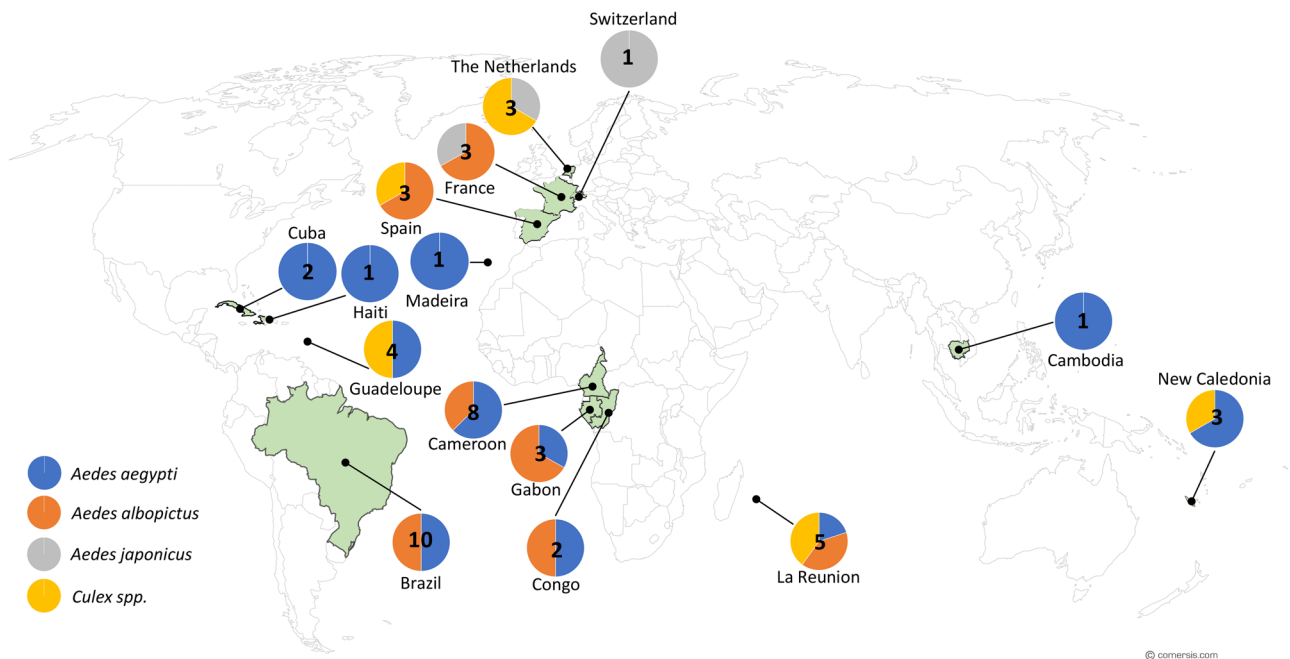 Switzerland
1
The Netherlands
3
3
France
3
Spain
Cuba
2
1
Haiti
1
Madeira
4
Guadeloupe
1
Cambodia
New Caledonia
3
8
Cameroon
3
Gabon
10
Brazil
2
Congo
5
La Reunion
Aedes aegypti
Aedes albopictus
Aedes japonicus
Culex spp.
© comersis.com